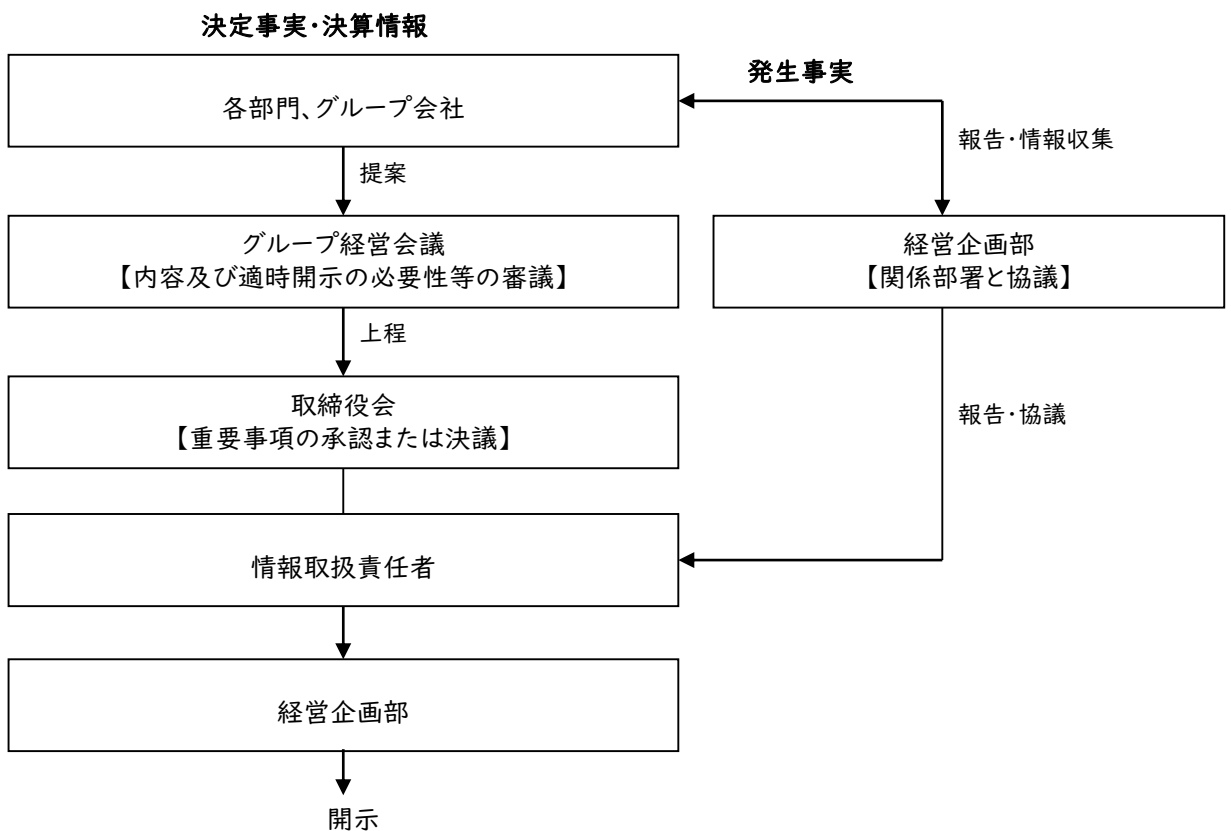 決定事実・決算情報
発生事実
各部門、グループ会社
報告・情報収集
提案
グループ経営会議
【内容及び適時開示の必要性等の審議】
経営企画部
【関係部署と協議】
上程
取締役会
【重要事項の承認または決議】
報告・協議
情報取扱責任者
経営企画部
開示